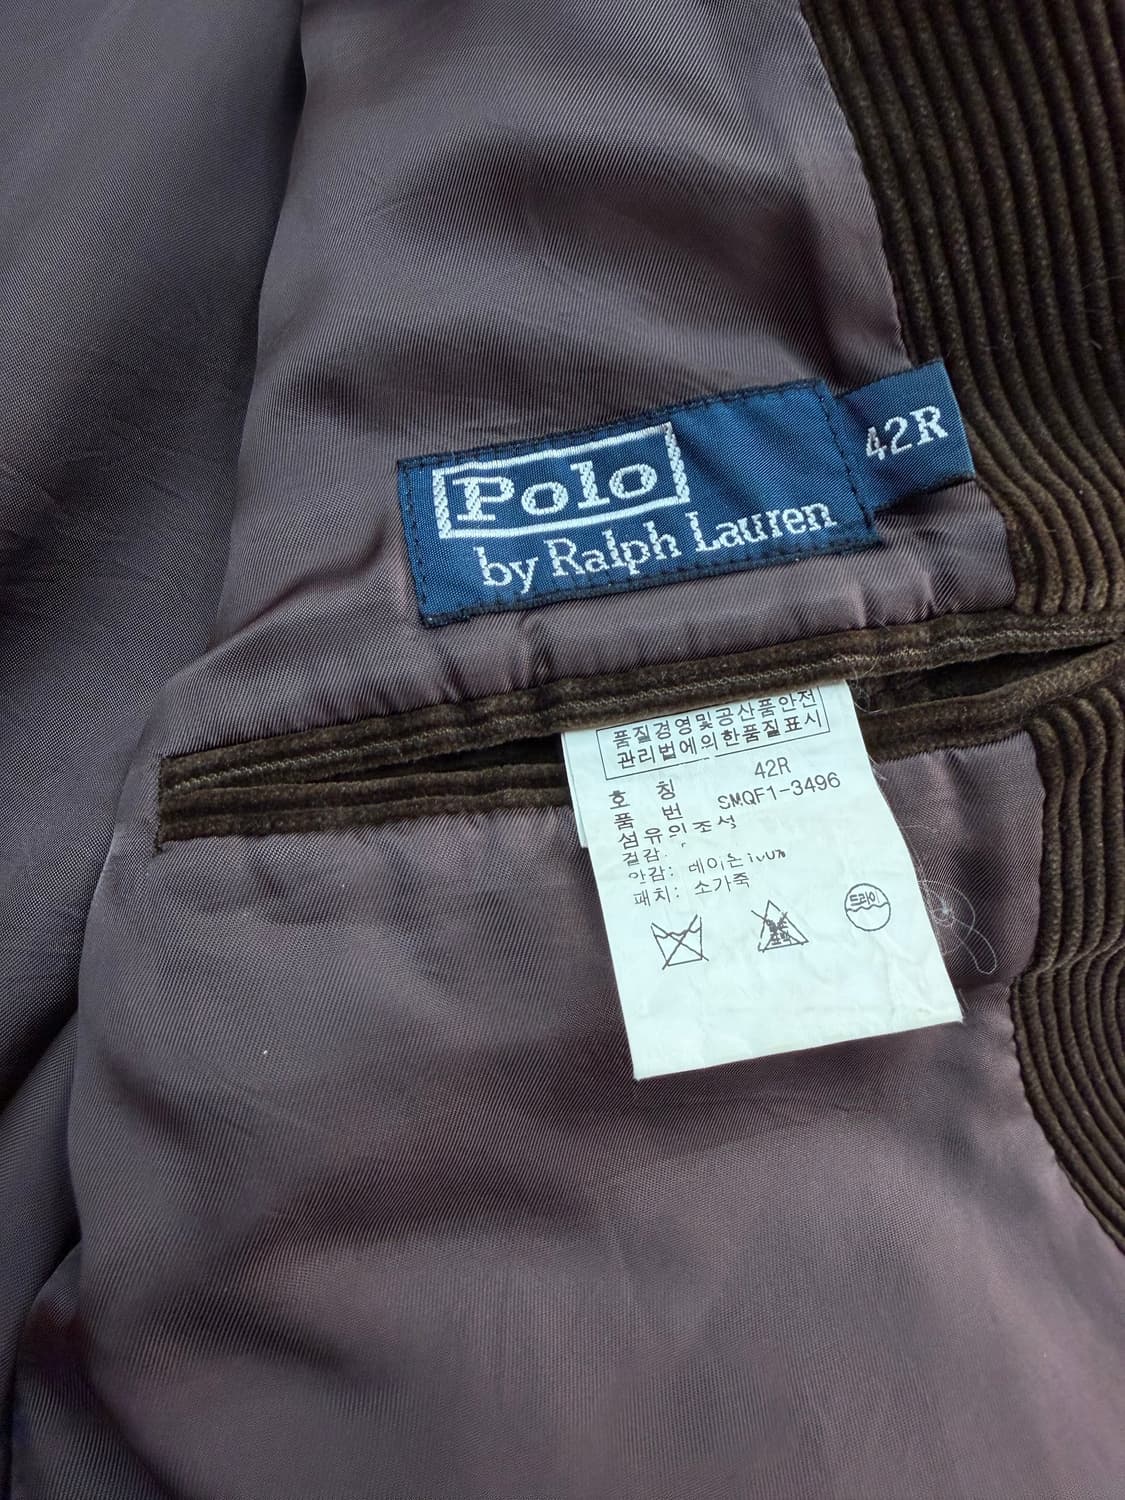 Polo
by Ralph Lauren
42R
품질경영및공산품안전
관리법에의한품질표시
호 칭 42R
품 번 SMQF1-3496
섬유의 조성
겉감:
안감: 레이온100%
패치: 소가죽
드라이